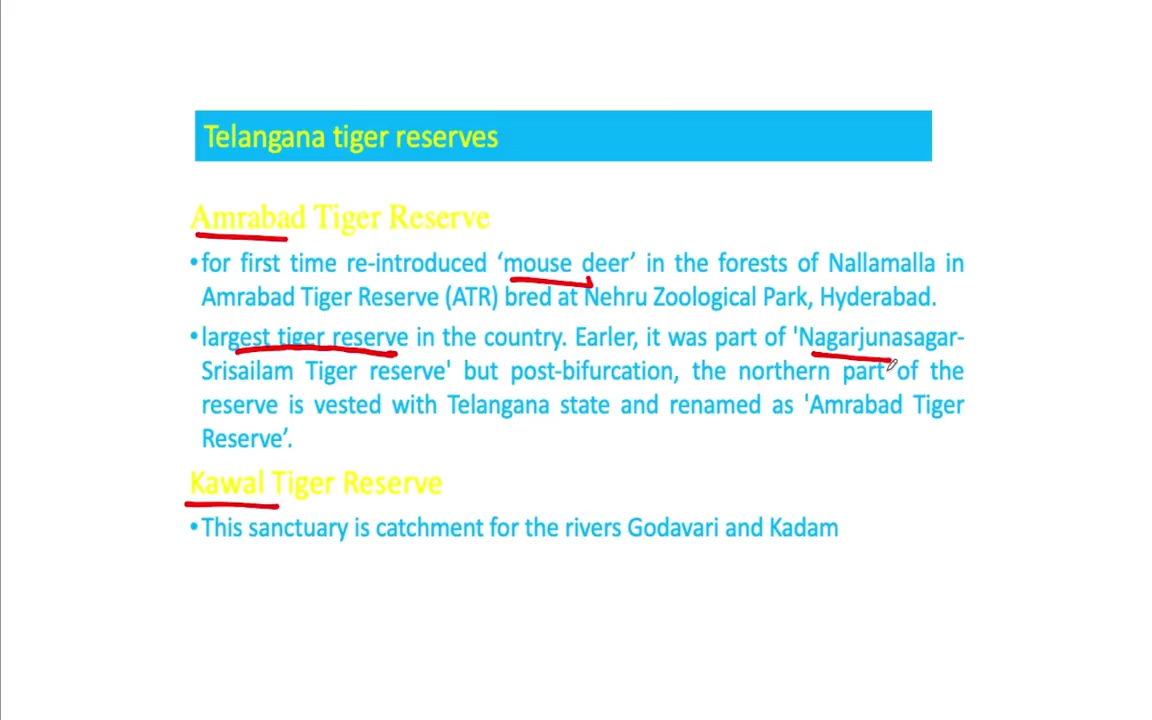 Telangana tiger reserves
Amrabad Tiger Reserve
•for first time re-introduced ‘mouse deer’ in the forests of Nallamalla in
Amrabad Tiger Reserve (ATR) bred at Nehru Zoological Park, Hyderabad.
•largest tiger reserve in the country. Earler, it was part of 'Nagarjunasagar-
Srisailam Tiger reserve' but post-bifurcation, the northern part of the
reserve is vested with Telangana state and renamed as 'Amrabad Tiger
Reserve’.
Kawal Tiger Reserve
•This sanctuary is catchment for the rivers Godavari and Kadam